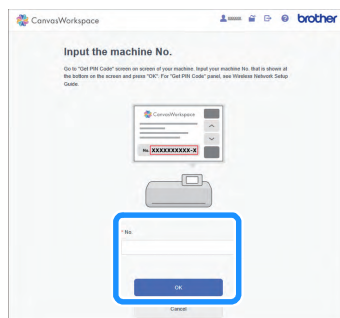 CanvasWorkspace
brother
Input the machine No.
Go to "Get PIN Code" screen on screen of your machine. Input your machine No. that is shown at
the bottom on the screen and press "OK". For "Get PIN Code" panel, see Wireless Network Setup
Guide.
CanvasWorkspace
No. XXXXXXXXXX-X
* No.
OK
Cancel